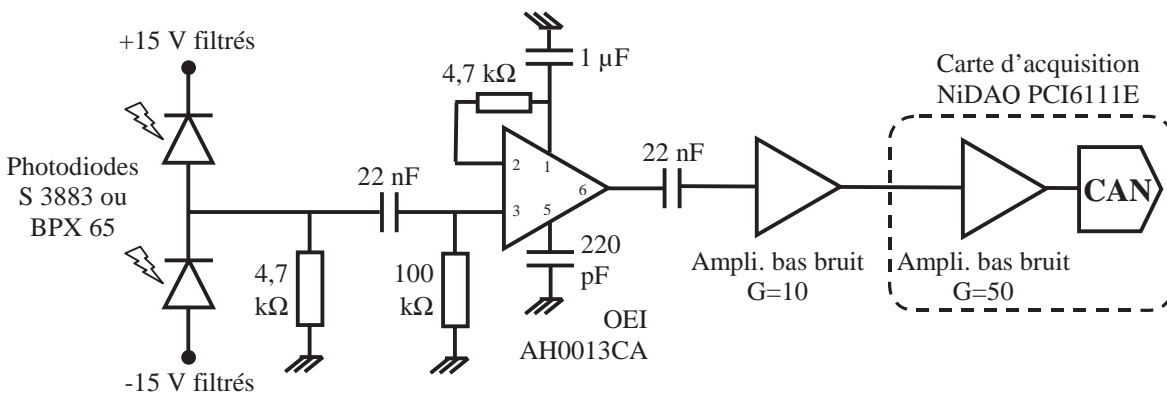 +15 V filtrés
Photodiodes
S 3883 ou
BPX 65
-15 V filtrés
4,7
kΩ
22 nF
100
kΩ
4,7 kΩ
1 µF
2
1
3
5
6
220
pF
OEI
AH0013CA
22 nF
Ampli. bas bruit
G=10
Carte d’acquisition
NiDAO PCI6111E
Ampli. bas bruit
G=50
CAN